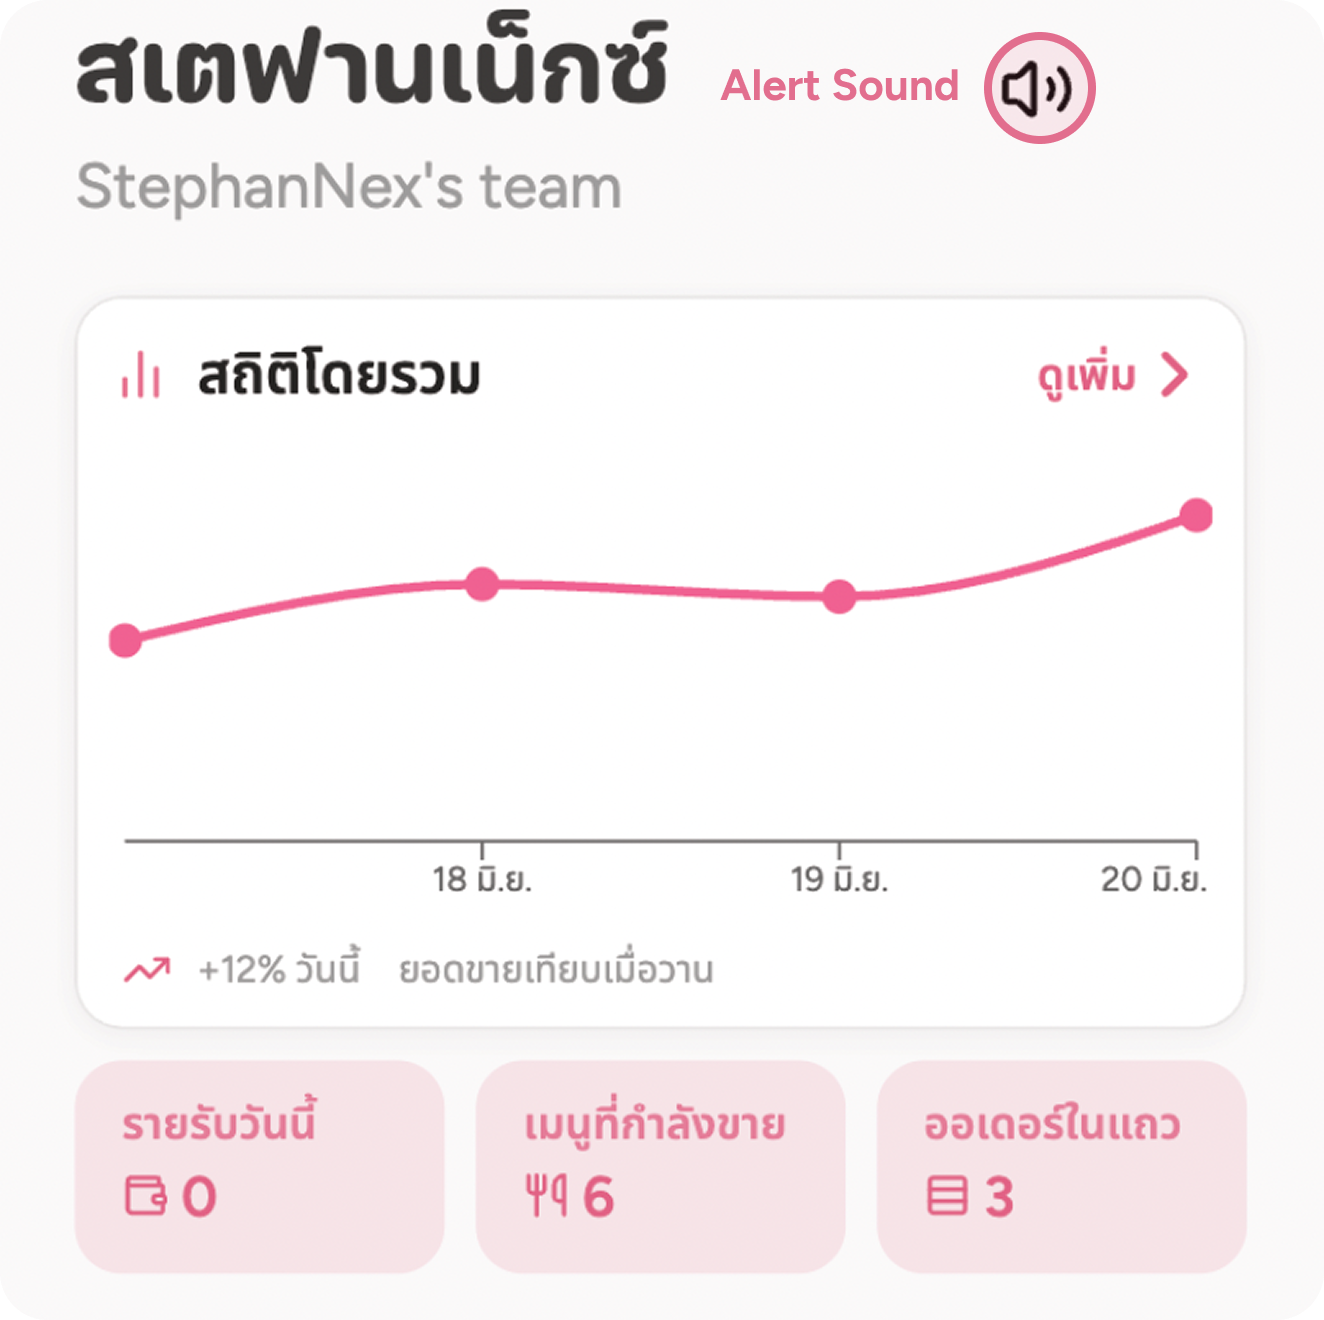 สเตฟานเน็กซ์
Alert Sound
StephanNex's team
สถิติโดยรวม
ดูเพิ่ม
18 มิ.ย.
19 มิ.ย.
20 มิ.ย.
+12% วันนี้ ยอดขายเทียบเมื่อวาน
รายรับวันนี้
0
เมนูที่กำลังขาย
6
ออเดอร์ในแถว
3